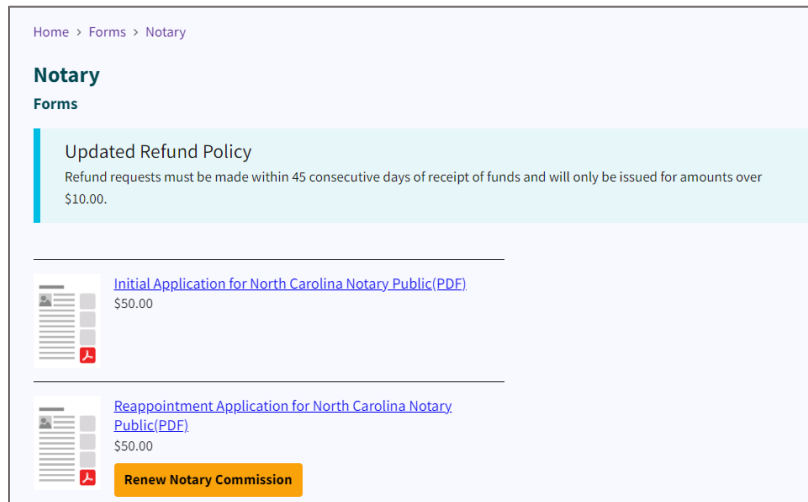 Home > Forms > Notary
Notary
Forms
Updated Refund Policy
Refund requests must be made within 45 consecutive days of receipt of funds and will only be issued for amounts over
$10.00.
Initial Application for North Carolina Notary Public(PDF)
$50.00
Reappointment Application for North Carolina Notary
Public(PDF)
$50.00
Renew Notary Commission